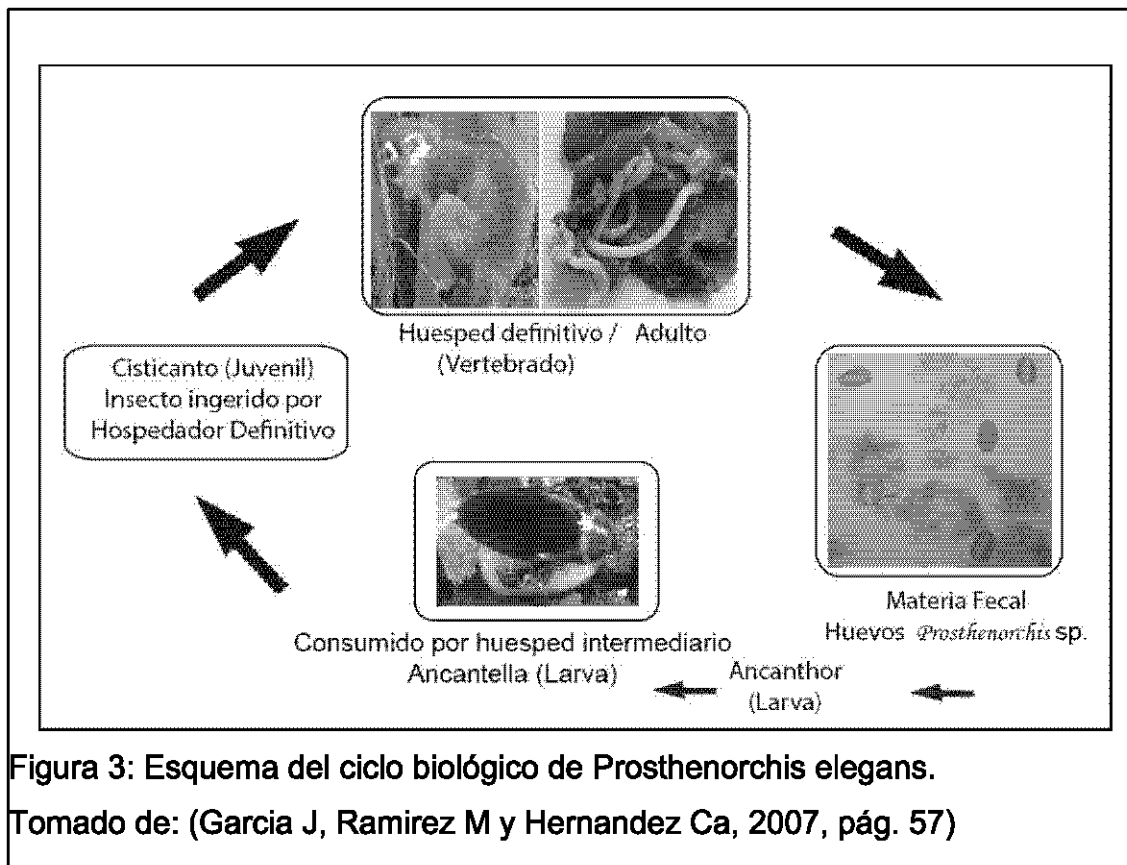 Huesped definitivo / Adulto
(Vertebrado)
Cisticanto (Juvenil)
Insecto ingerido por
Hospedador Definitivo
Materia Fecal
Huevos Prosthenorchis sp.
Consumido por huesped intermediario
Ancantella (Larva)
Ancanthor
(Larva)
Figura 3: Esquema del ciclo biológico de Prosthenorchis elegans.
Tomado de: (Garcia J, Ramirez M y Hernandez Ca, 2007, pág. 57)